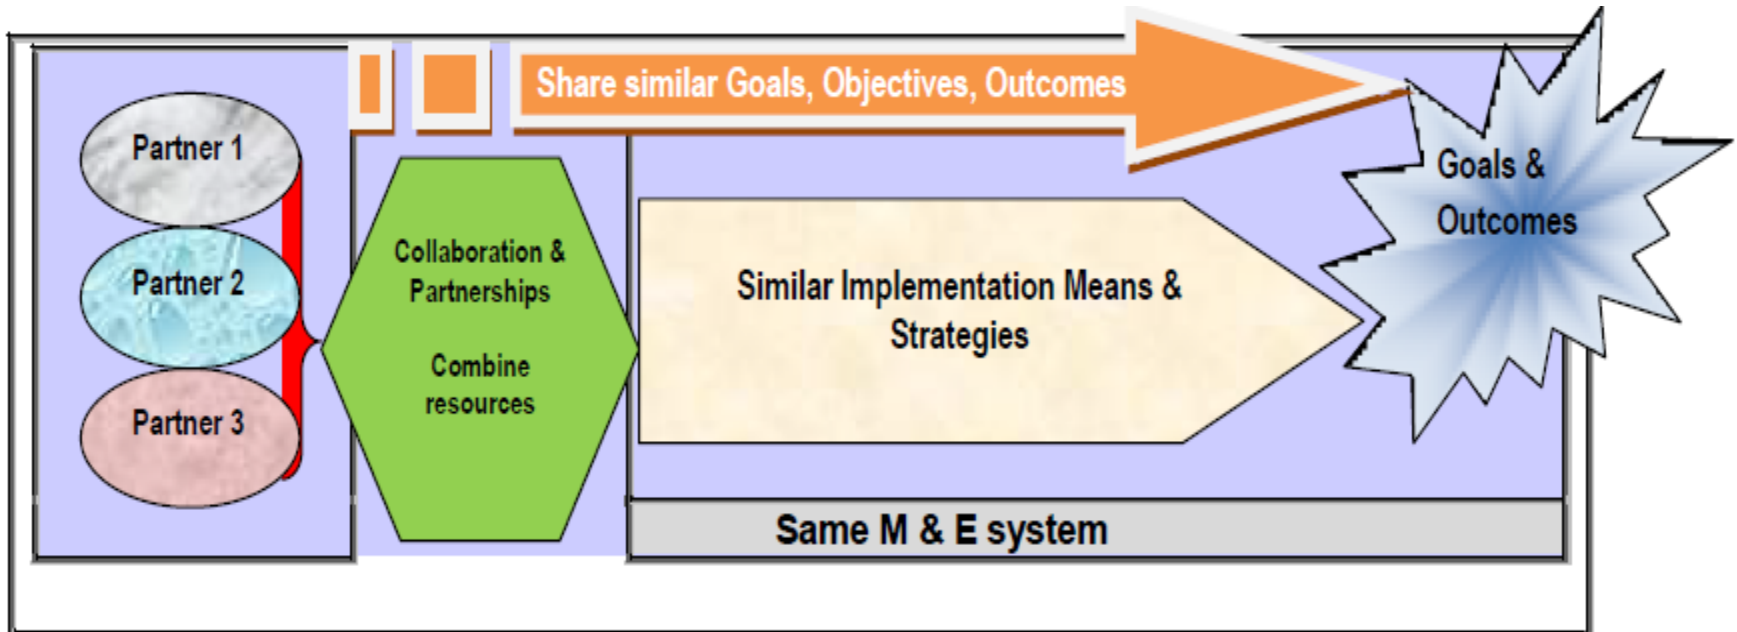 Share similar Goals, Objectives, Outcomes
Partner 1
Partner 2
Partner 3
Collaboration &
Partnerships
Combine
resources
Similar Implementation Means &
Strategies
Goals &
Outcomes
Same M & E system